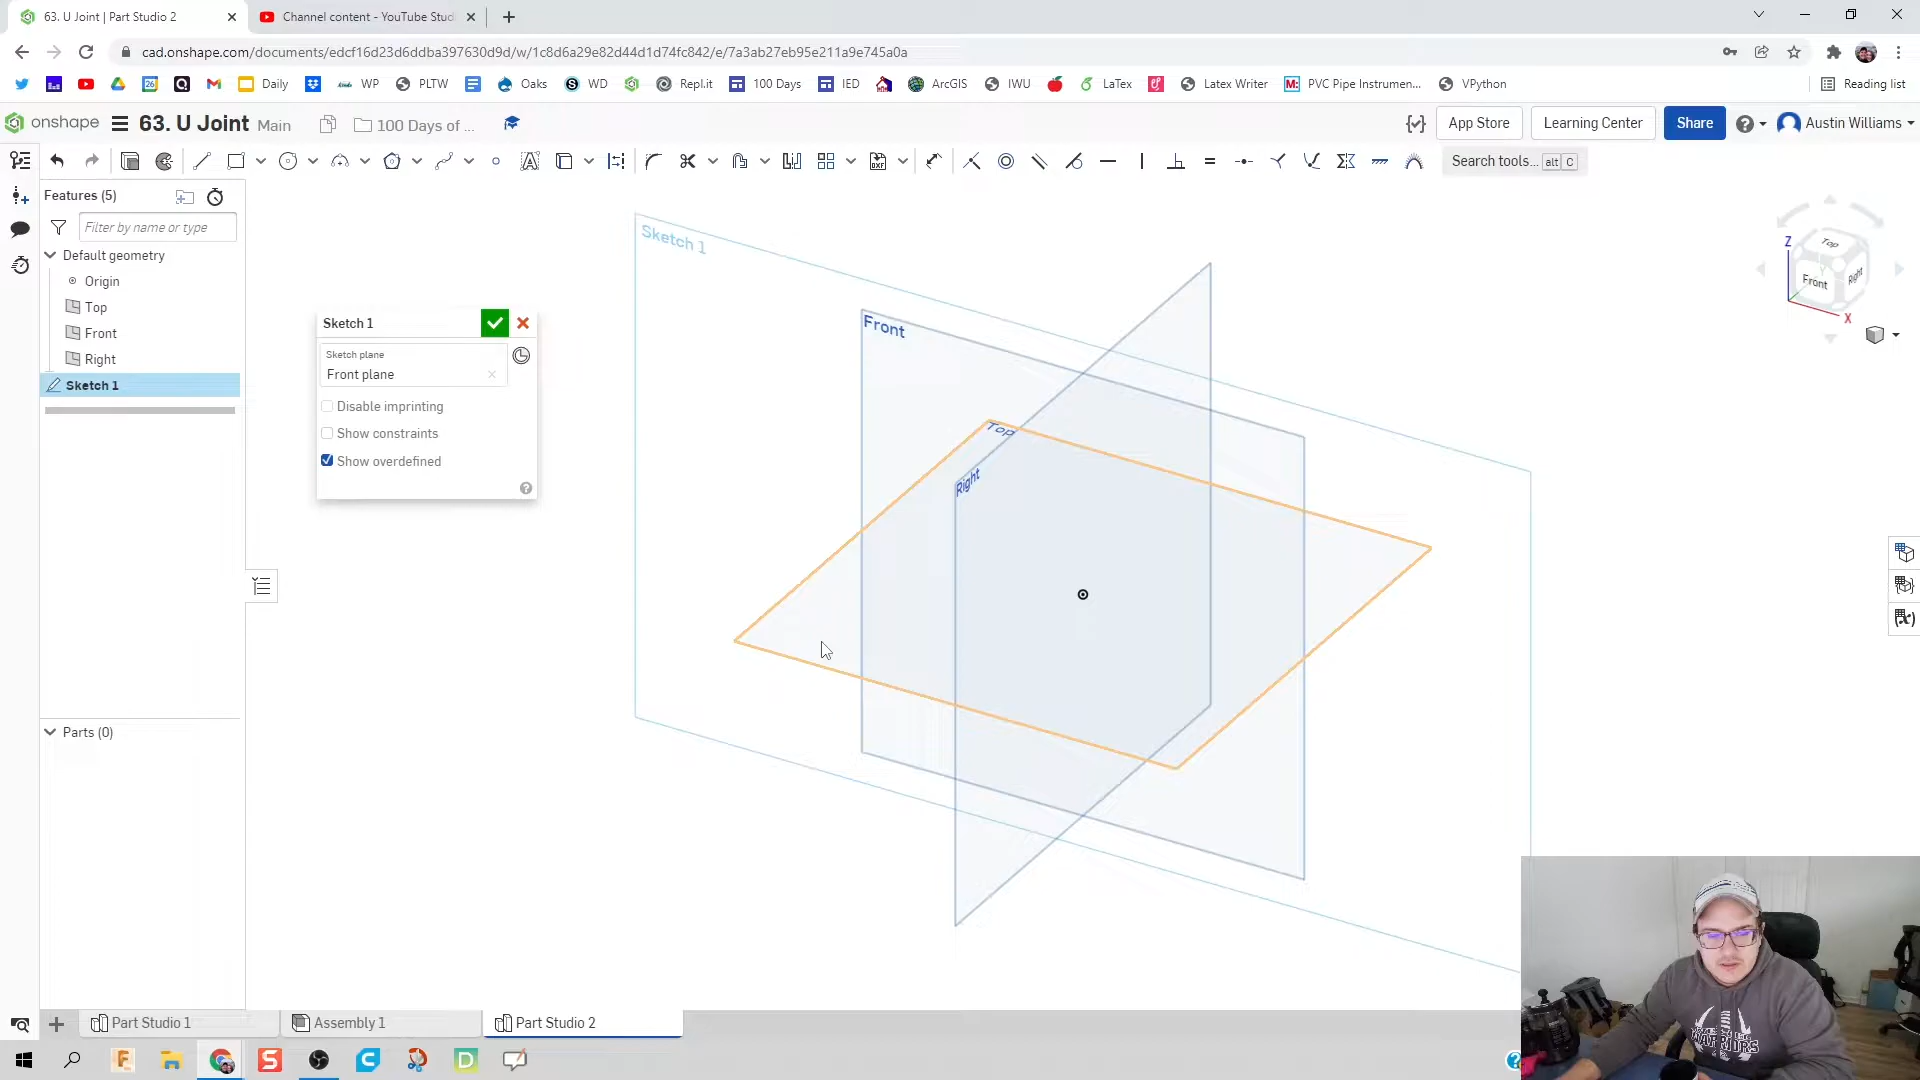 63. U Joint | Part Studio 2
Channel content - YouTube Stud
cad.onshape.com/documents/edcf16d23d6ddba397630d9d/w/1c8d6a29e82d44d1d74fc842/e/7a3ab27eb95e211a9e745a0a
26
Daily
WP
PLTW
Oaks
WD
Repl.it
100 Days
IED
ArcGIS
IWU
LaTex
Latex Writer
M: PVC Pipe Instrumen...
VPython
Reading list
onshape
63. U Joint Main
100 Days of ...
App Store
Learning Center
Share
Austin Williams
Search tools... alt C
Features (5)
Filter by name or type
Default geometry
Origin
Top
Front
Right
Sketch 1
Parts (0)
Sketch 1
Sketch plane
Front plane
Disable imprinting
Show constraints
Show overdefined
Sketch 1
Front
Top
Right
Z
Top
Front
Right
Y
X
Part Studio 1
Assembly 1
Part Studio 2
WARRIORS